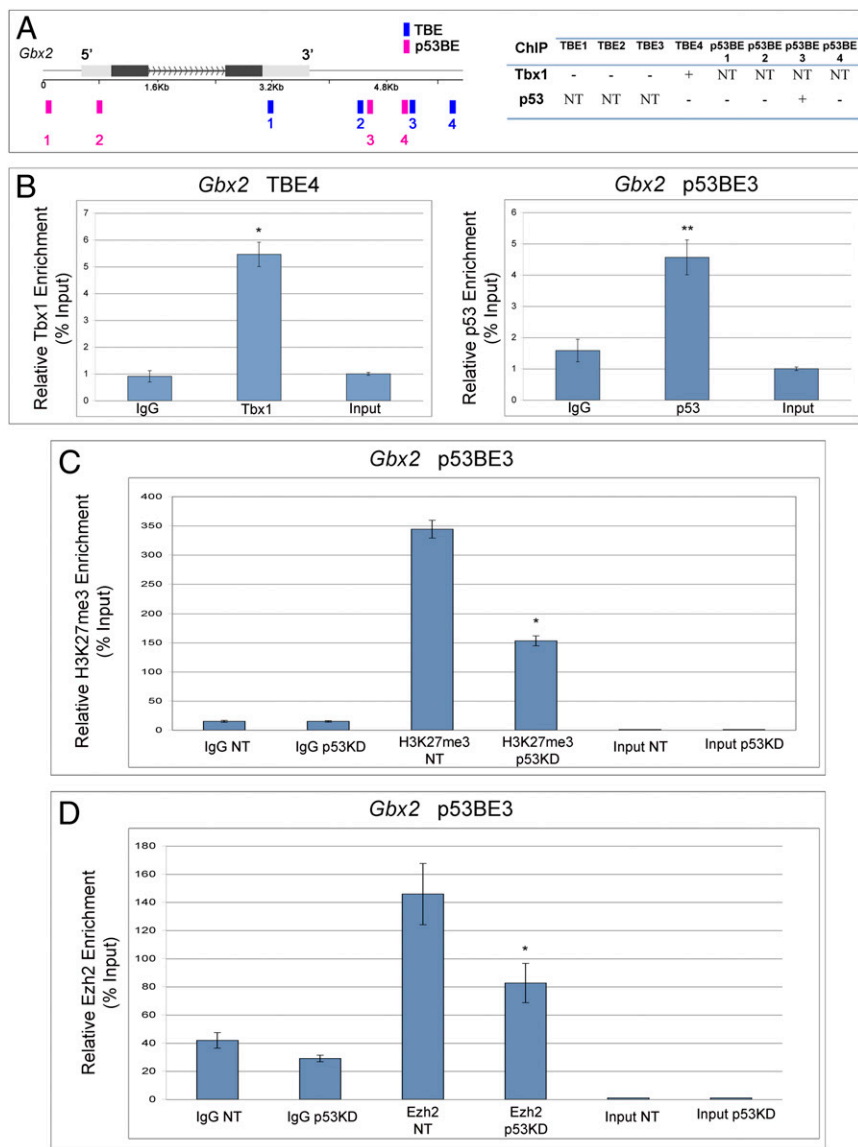 A
TBE
p53BE
Gbx2
5'
3'
0
1.6Kb
3.2Kb
4.8Kb
1
2
3
4
1
2
3
4
ChIP TBE1 TBE2 TBE3 TBE4 p53BE 1 p53BE 2 p53BE 3 p53BE 4
Tbx1 - - - + NT NT NT NT
p53 NT NT NT - - - + -
B
Gbx2 TBE4
Relative Tbx1 Enrichment
(% Input)
7
6
5
4
3
2
1
0
*
IgG
Tbx1
Input
Gbx2 p53BE3
Relative p53 Enrichment
(% Input)
6
5
4
3
2
1
0
**
IgG
p53
Input
C
Gbx2 p53BE3
Relative H3K27me3 Enrichment
(% Input)
400
350
300
250
200
150
100
50
0
*
IgG NT
IgG p53KD
H3K27me3
NT
H3K27me3
p53KD
Input NT
Input p53KD
D
Gbx2 p53BE3
Relative Ezh2 Enrichment
(% Input)
180
160
140
120
100
80
60
40
20
0
*
IgG NT
IgG p53KD
Ezh2
NT
Ezh2
p53KD
Input NT
Input p53KD